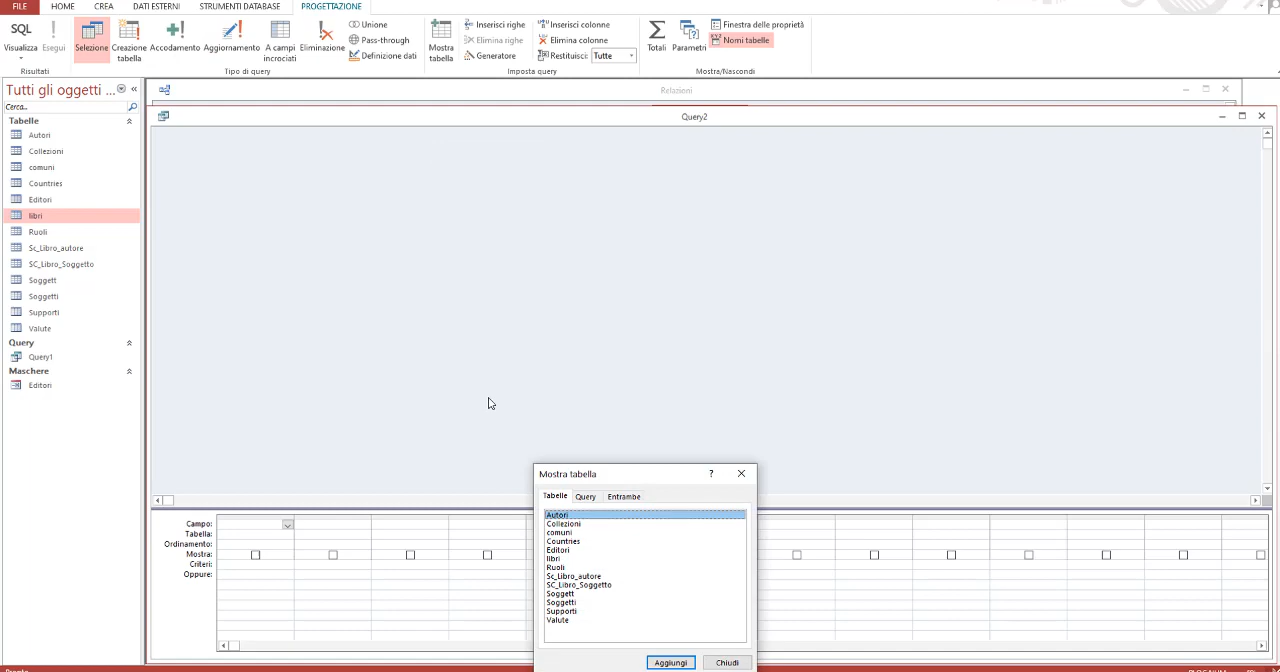 FILE HOME CREA DATI ESTERNI STRUMENTI DATABASE PROGETTAZIONE
SQL
Visualizza Esegui Selezione Creazione tabella Accodamento Aggiornamento A campi incrociati Eliminazione
Unione
Pass-through
Definizione dati
Mostra tabella
Inserisci righe
Elimina righe
Generatore
Inserisci colonne
Elimina colonne
Restituisci: Tutte
Totali Parametri
Finestra delle proprietà
XYZ Nomi tabelle
Risultati Tipo di query Imposta query Mostra/Nascondi
Tutti gli oggetti ... «
Cerca...
Tabelle
Autori
Collezioni
comuni
Countries
Editori
libri
Ruoli
Sc_Libro_autore
SC_Libro_Soggetto
Soggett
Soggetti
Supporti
Valute
Query
Query1
Maschere
Editori
Relazioni
Query2
Campo:
Tabella:
Ordinamento:
Mostra:
Criteri:
Oppure:
Mostra tabella ?
Tabelle Query Entrambe
Autori
Collezioni
comuni
Countries
Editori
libri
Ruoli
Sc_Libro_autore
SC_Libro_Soggetto
Soggett
Soggetti
Supporti
Valute
Aggiungi Chiudi